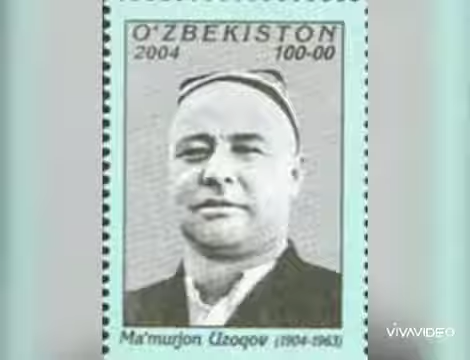 O'ZBEKISTON
2004 100-00
Ma'murjon Uzoqov (1904-1963)
VIVAVIDEO